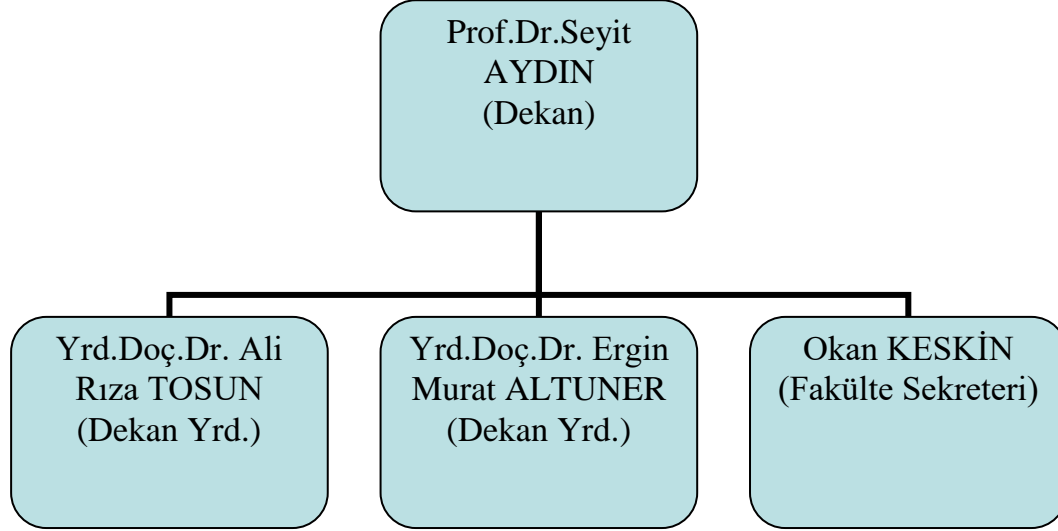 Prof.Dr.Seyit
AYDIN
(Dekan)
Yrd.Doç.Dr. Ali
Rıza TOSUN
(Dekan Yrd.)
Yrd.Doç.Dr. Ergin
Murat ALTUNER
(Dekan Yrd.)
Okan KESKİN
(Fakülte Sekreteri)